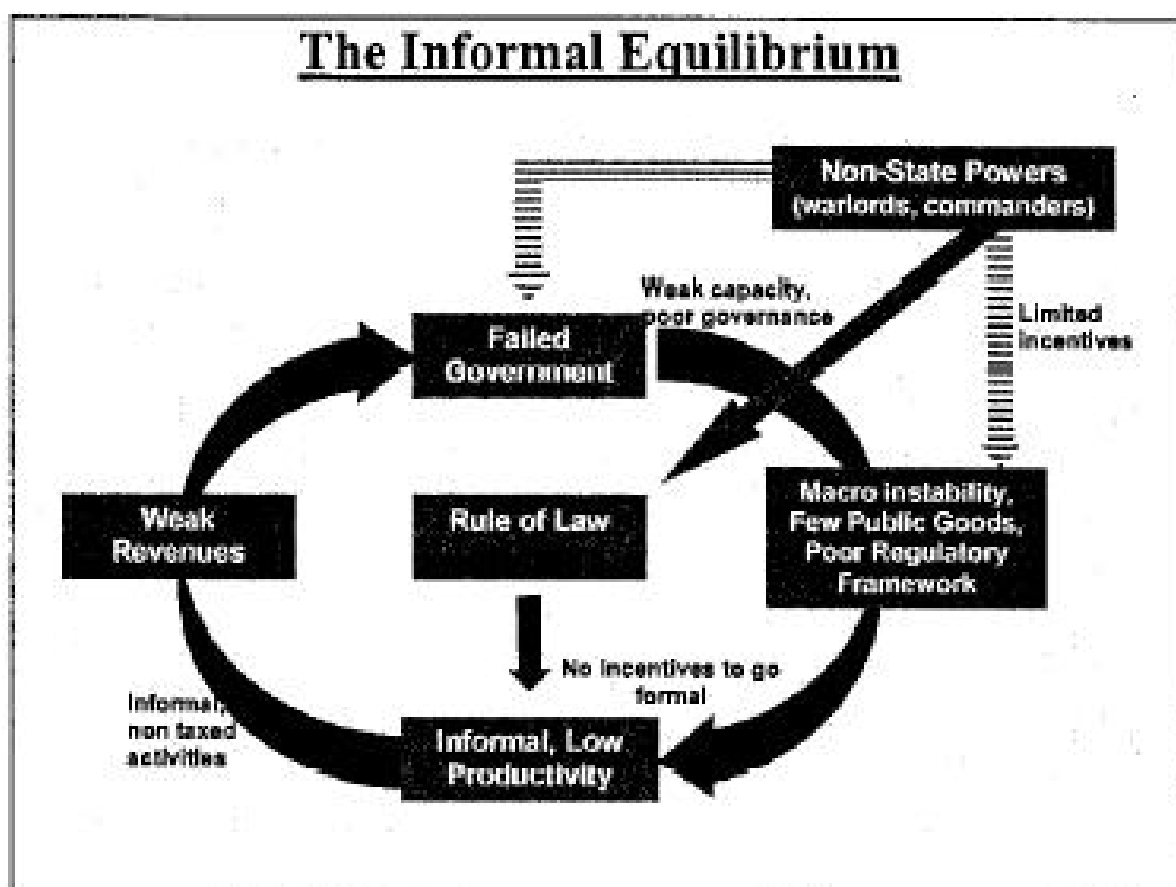 The Informal Equilibrium
Non-State Powers
(warlords, commanders)
Weak capacity,
poor governance
Limited
incentives
Failed
Government
Macro instability,
Few Public Goods,
Poor Regulatory
Framework
Weak
Revenues
Rule of Law
No incentives to go
formal
Informal,
non taxed
activities
Informal, Low
Productivity